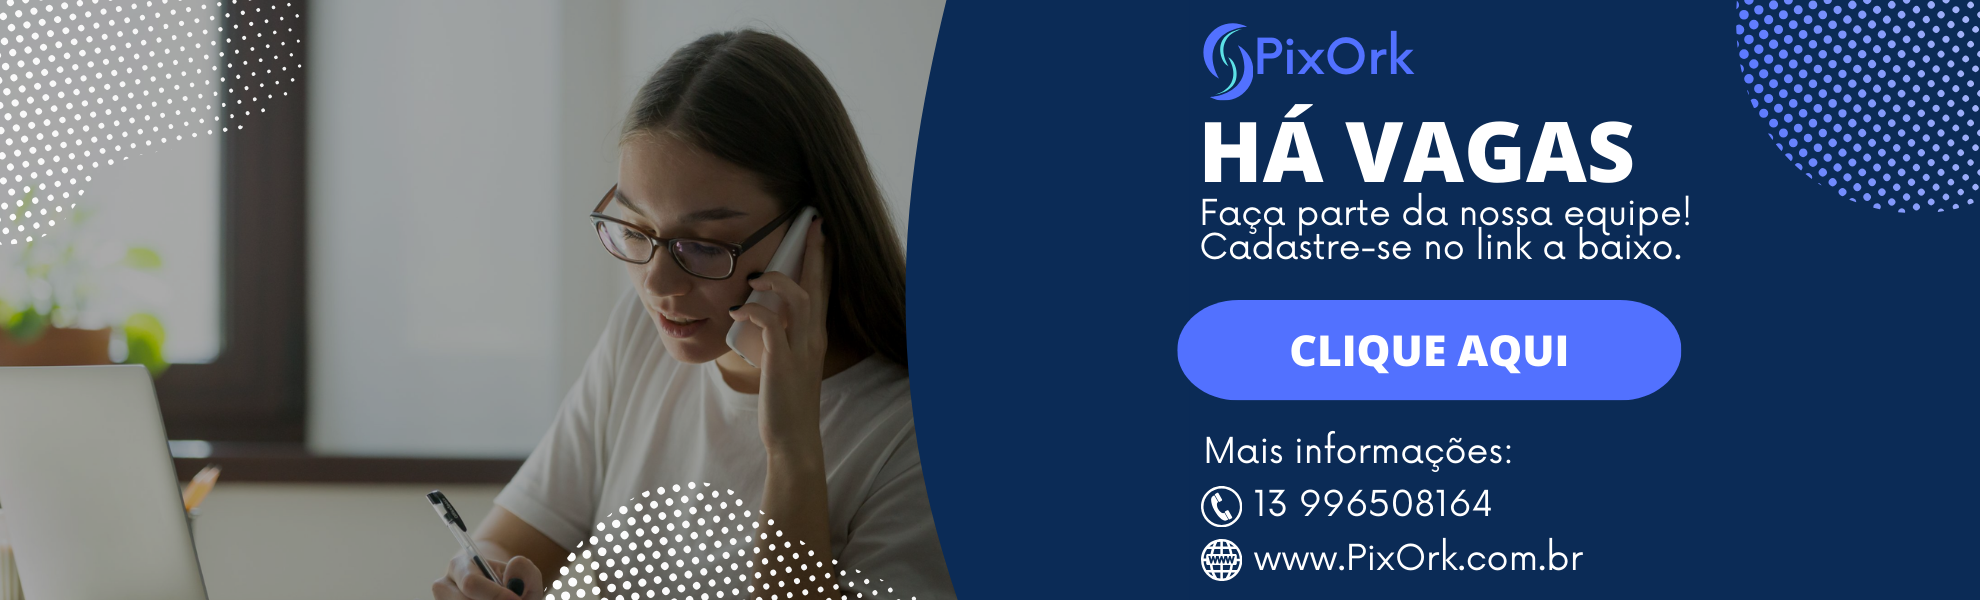 PixOrk
HÁ VAGAS
Faça parte da nossa equipe!
Cadastre-se no link a baixo.
CLIQUE AQUI
Mais informações:
13 996508164
www.PixOrk.com.br